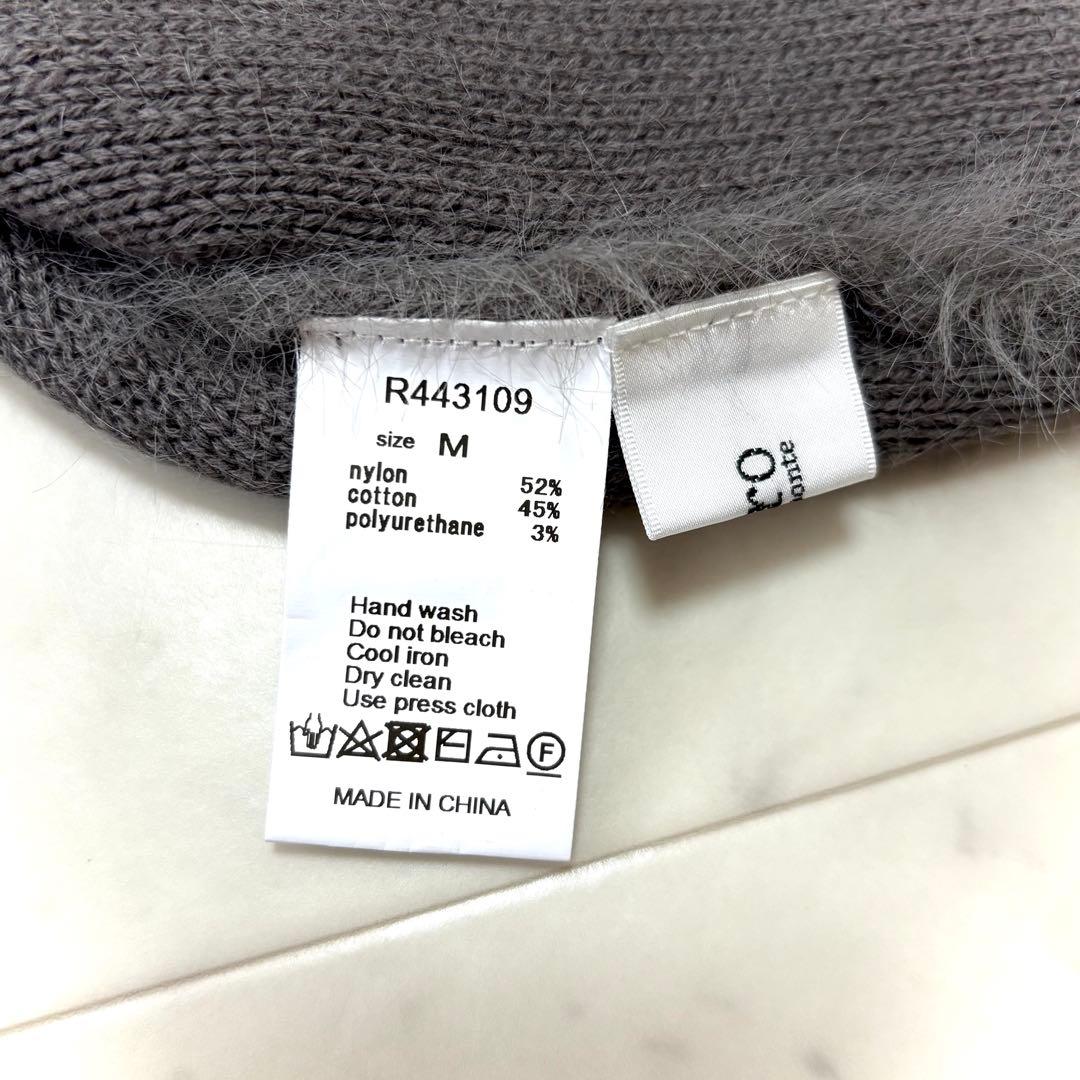 R443109
size M
nylon 52%
cotton 45%
polyurethane 3%
Hand wash
Do not bleach
Cool iron
Dry clean
Use press cloth
F
MADE IN CHINA